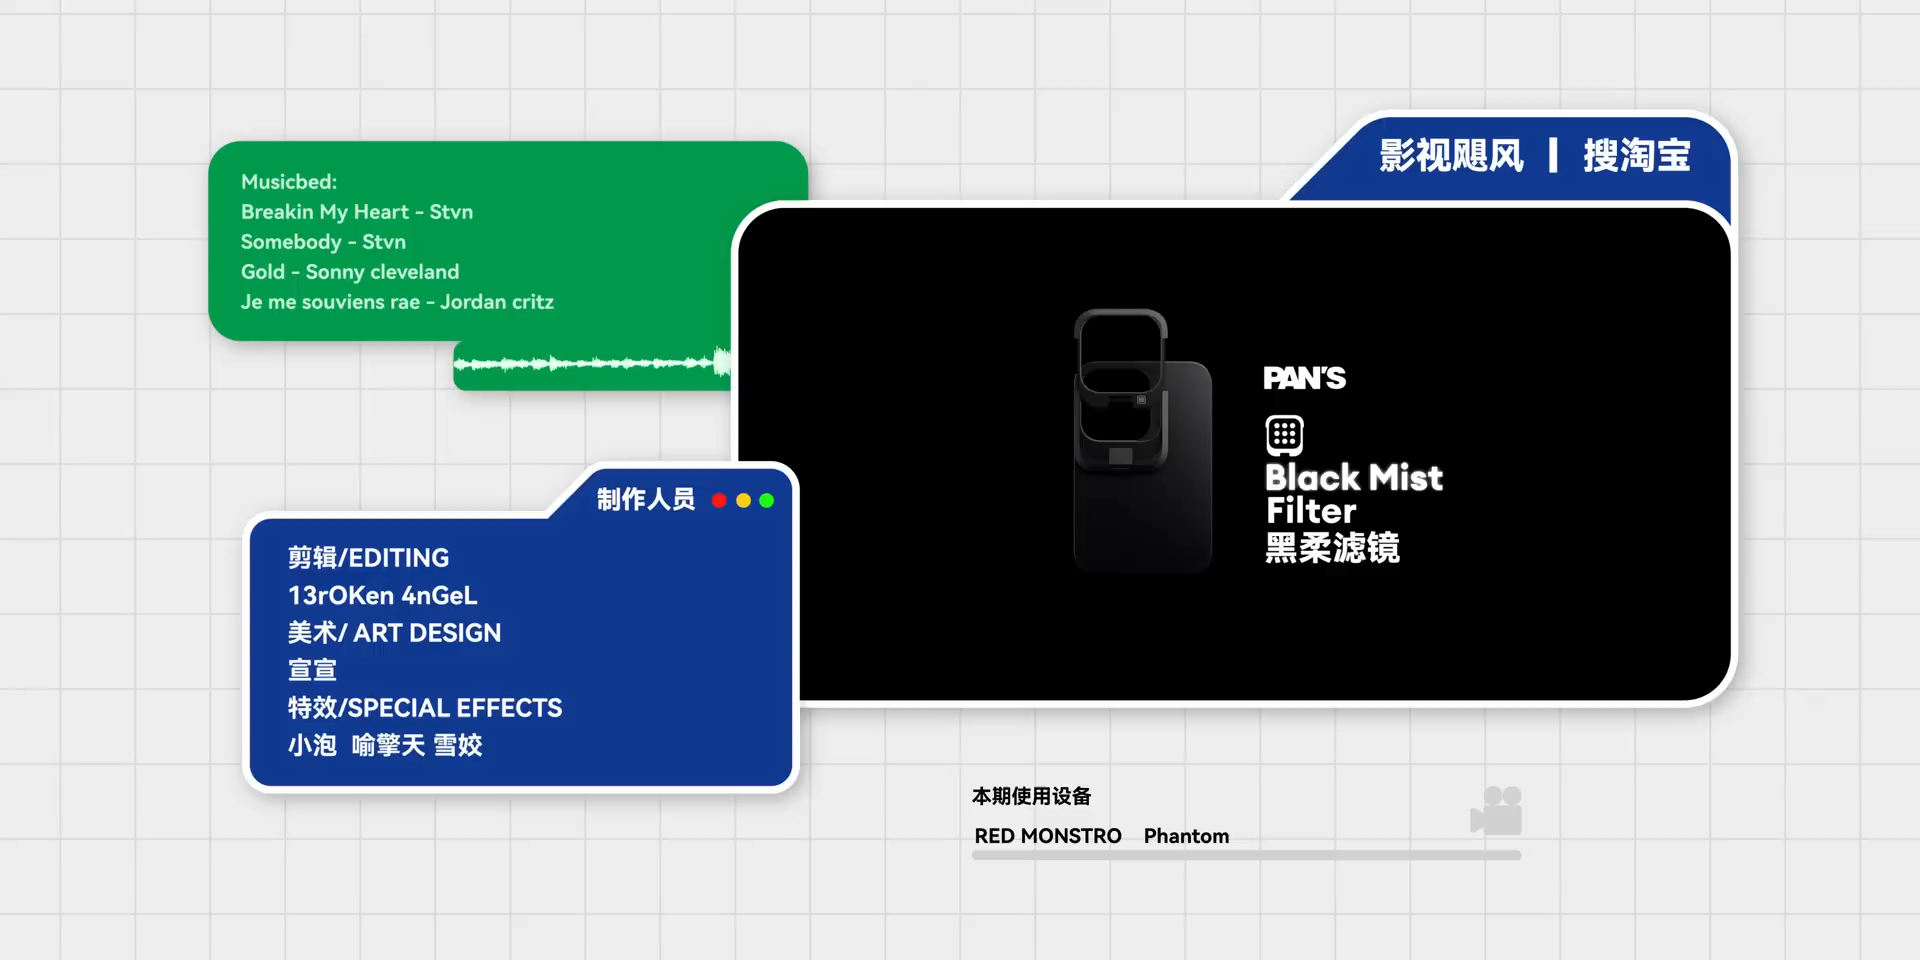 Musicbed:
Breakin My Heart - Stvn
Somebody - Stvn
Gold - Sonny cleveland
Je me souviens rae - Jordan critz
影视飓风 | 搜淘宝
PAN'S
Black Mist
Filter
黑柔滤镜
制作人员
剪辑/EDITING
13rOKen 4nGeL
美术/ ART DESIGN
宣宣
特效/SPECIAL EFFECTS
小泡 喻擎天 雪姣
本期使用设备
RED MONSTRO Phantom